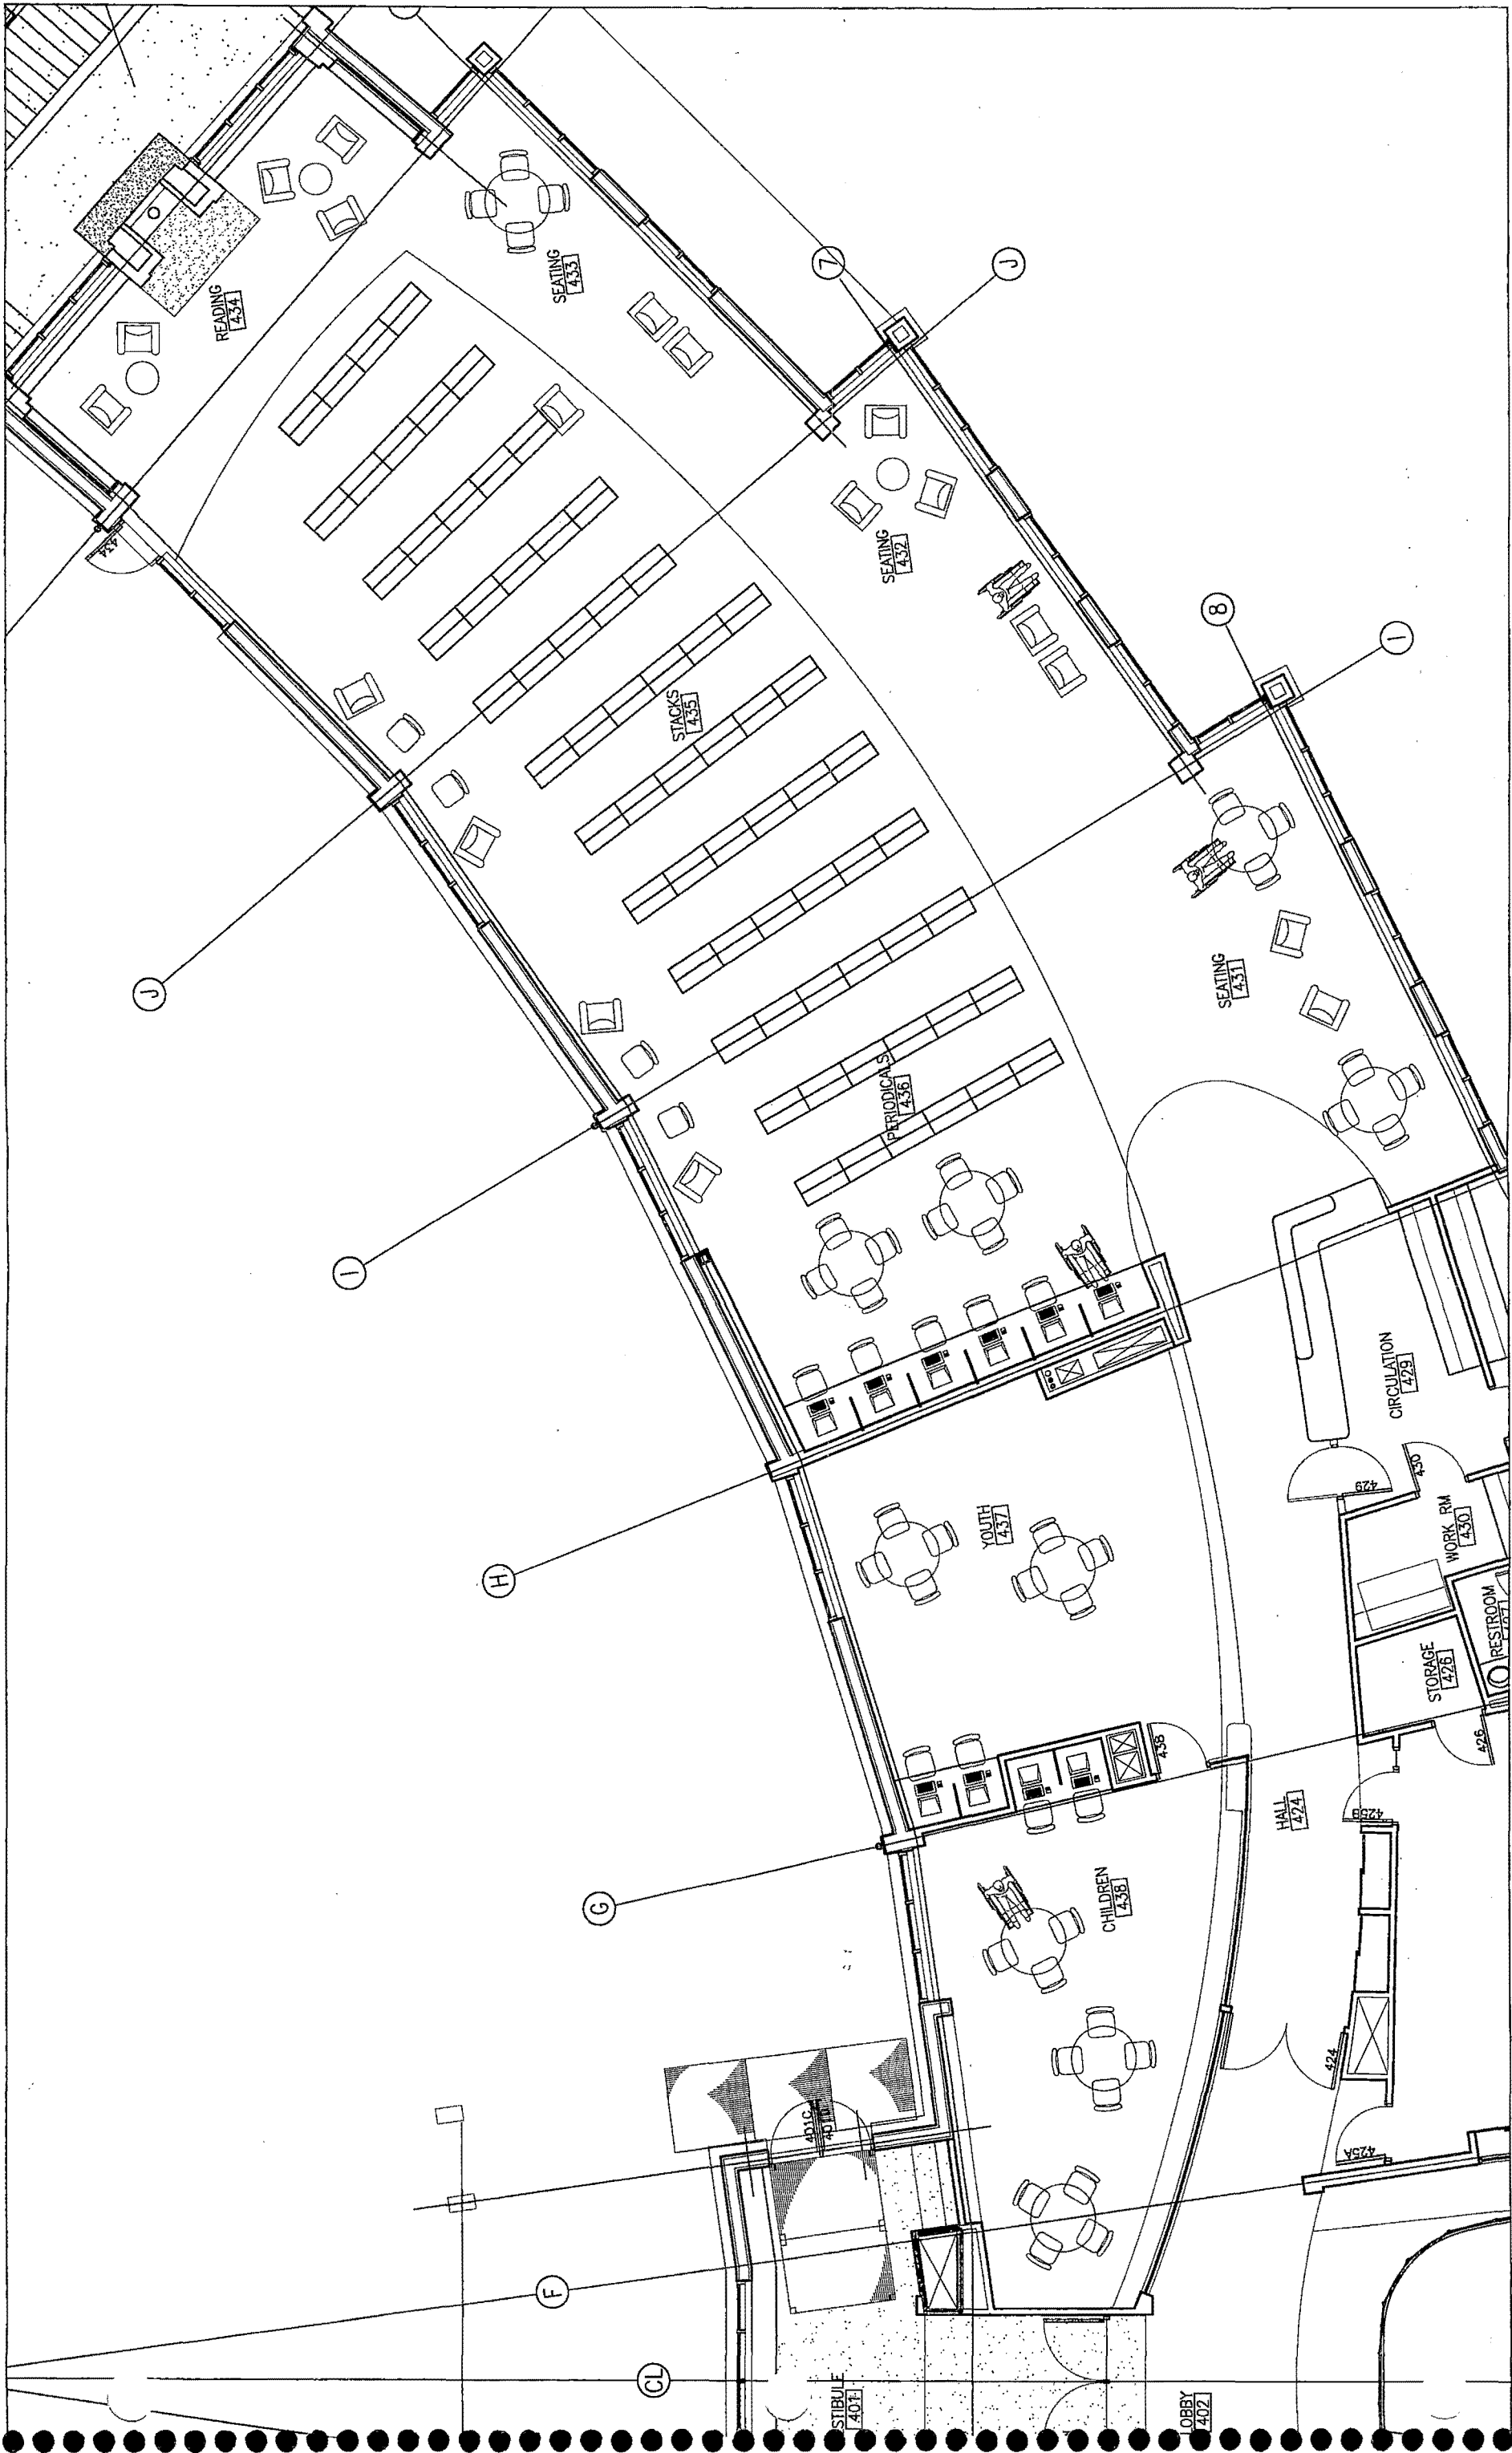 READING
434
SEATING
433
7
J
434
SEATING
432
8
I
STACKS
435
J
SEATING
431
PERIODICALS
436
I
CIRCULATION
429
H
429
430
YOUTH
437
WORK RM
430
RESTROOM
STORAGE
426
438
426
HALL
424
425B
G
CHILDREN
438
424
401C
425A
F
CL
STIBULE
401
LOBBY
402